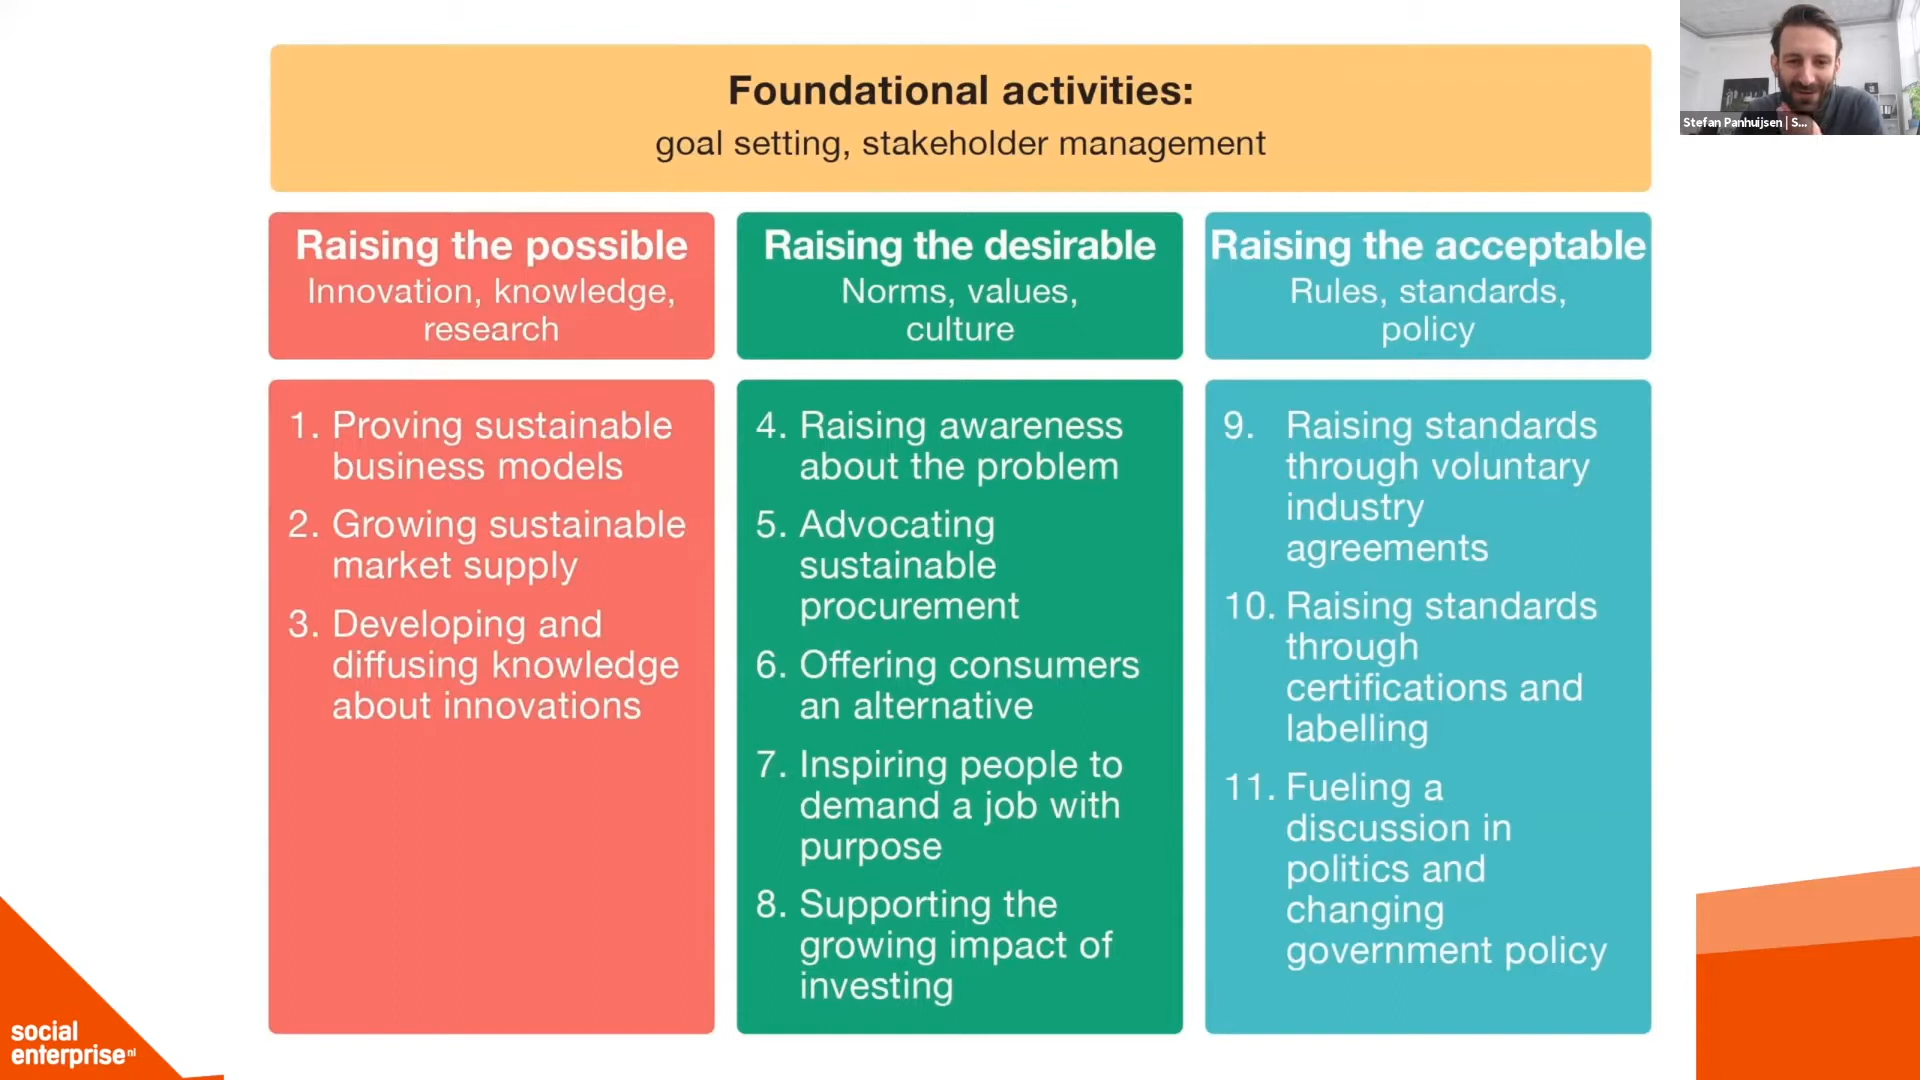 Foundational activities:
goal setting, stakeholder management
Stefan Panhuijsen | S...
Raising the possible
Innovation, knowledge,
research
Raising the desirable
Norms, values,
culture
Raising the acceptable
Rules, standards,
policy
1. Proving sustainable
business models
2. Growing sustainable
market supply
3. Developing and
diffusing knowledge
about innovations
4. Raising awareness
about the problem
5. Advocating
sustainable
procurement
6. Offering consumers
an alternative
7. Inspiring people to
demand a job with
purpose
8. Supporting the
growing impact of
investing
9. Raising standards
through voluntary
industry
agreements
10. Raising standards
through
certifications and
labelling
11. Fueling a
discussion in
politics and
changing
government policy
social
enterprise nl